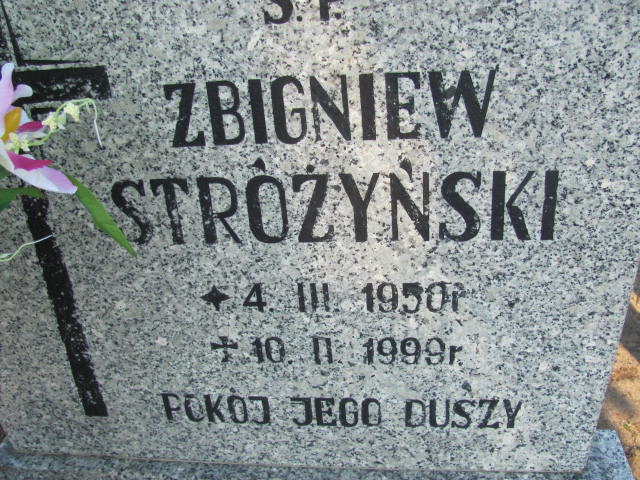 Ś.P.
ZBIGNIEW
STRÓŻYŃSKI
4. III. 1950r
10. II. 1999r.
POKÓJ JEGO DUSZY